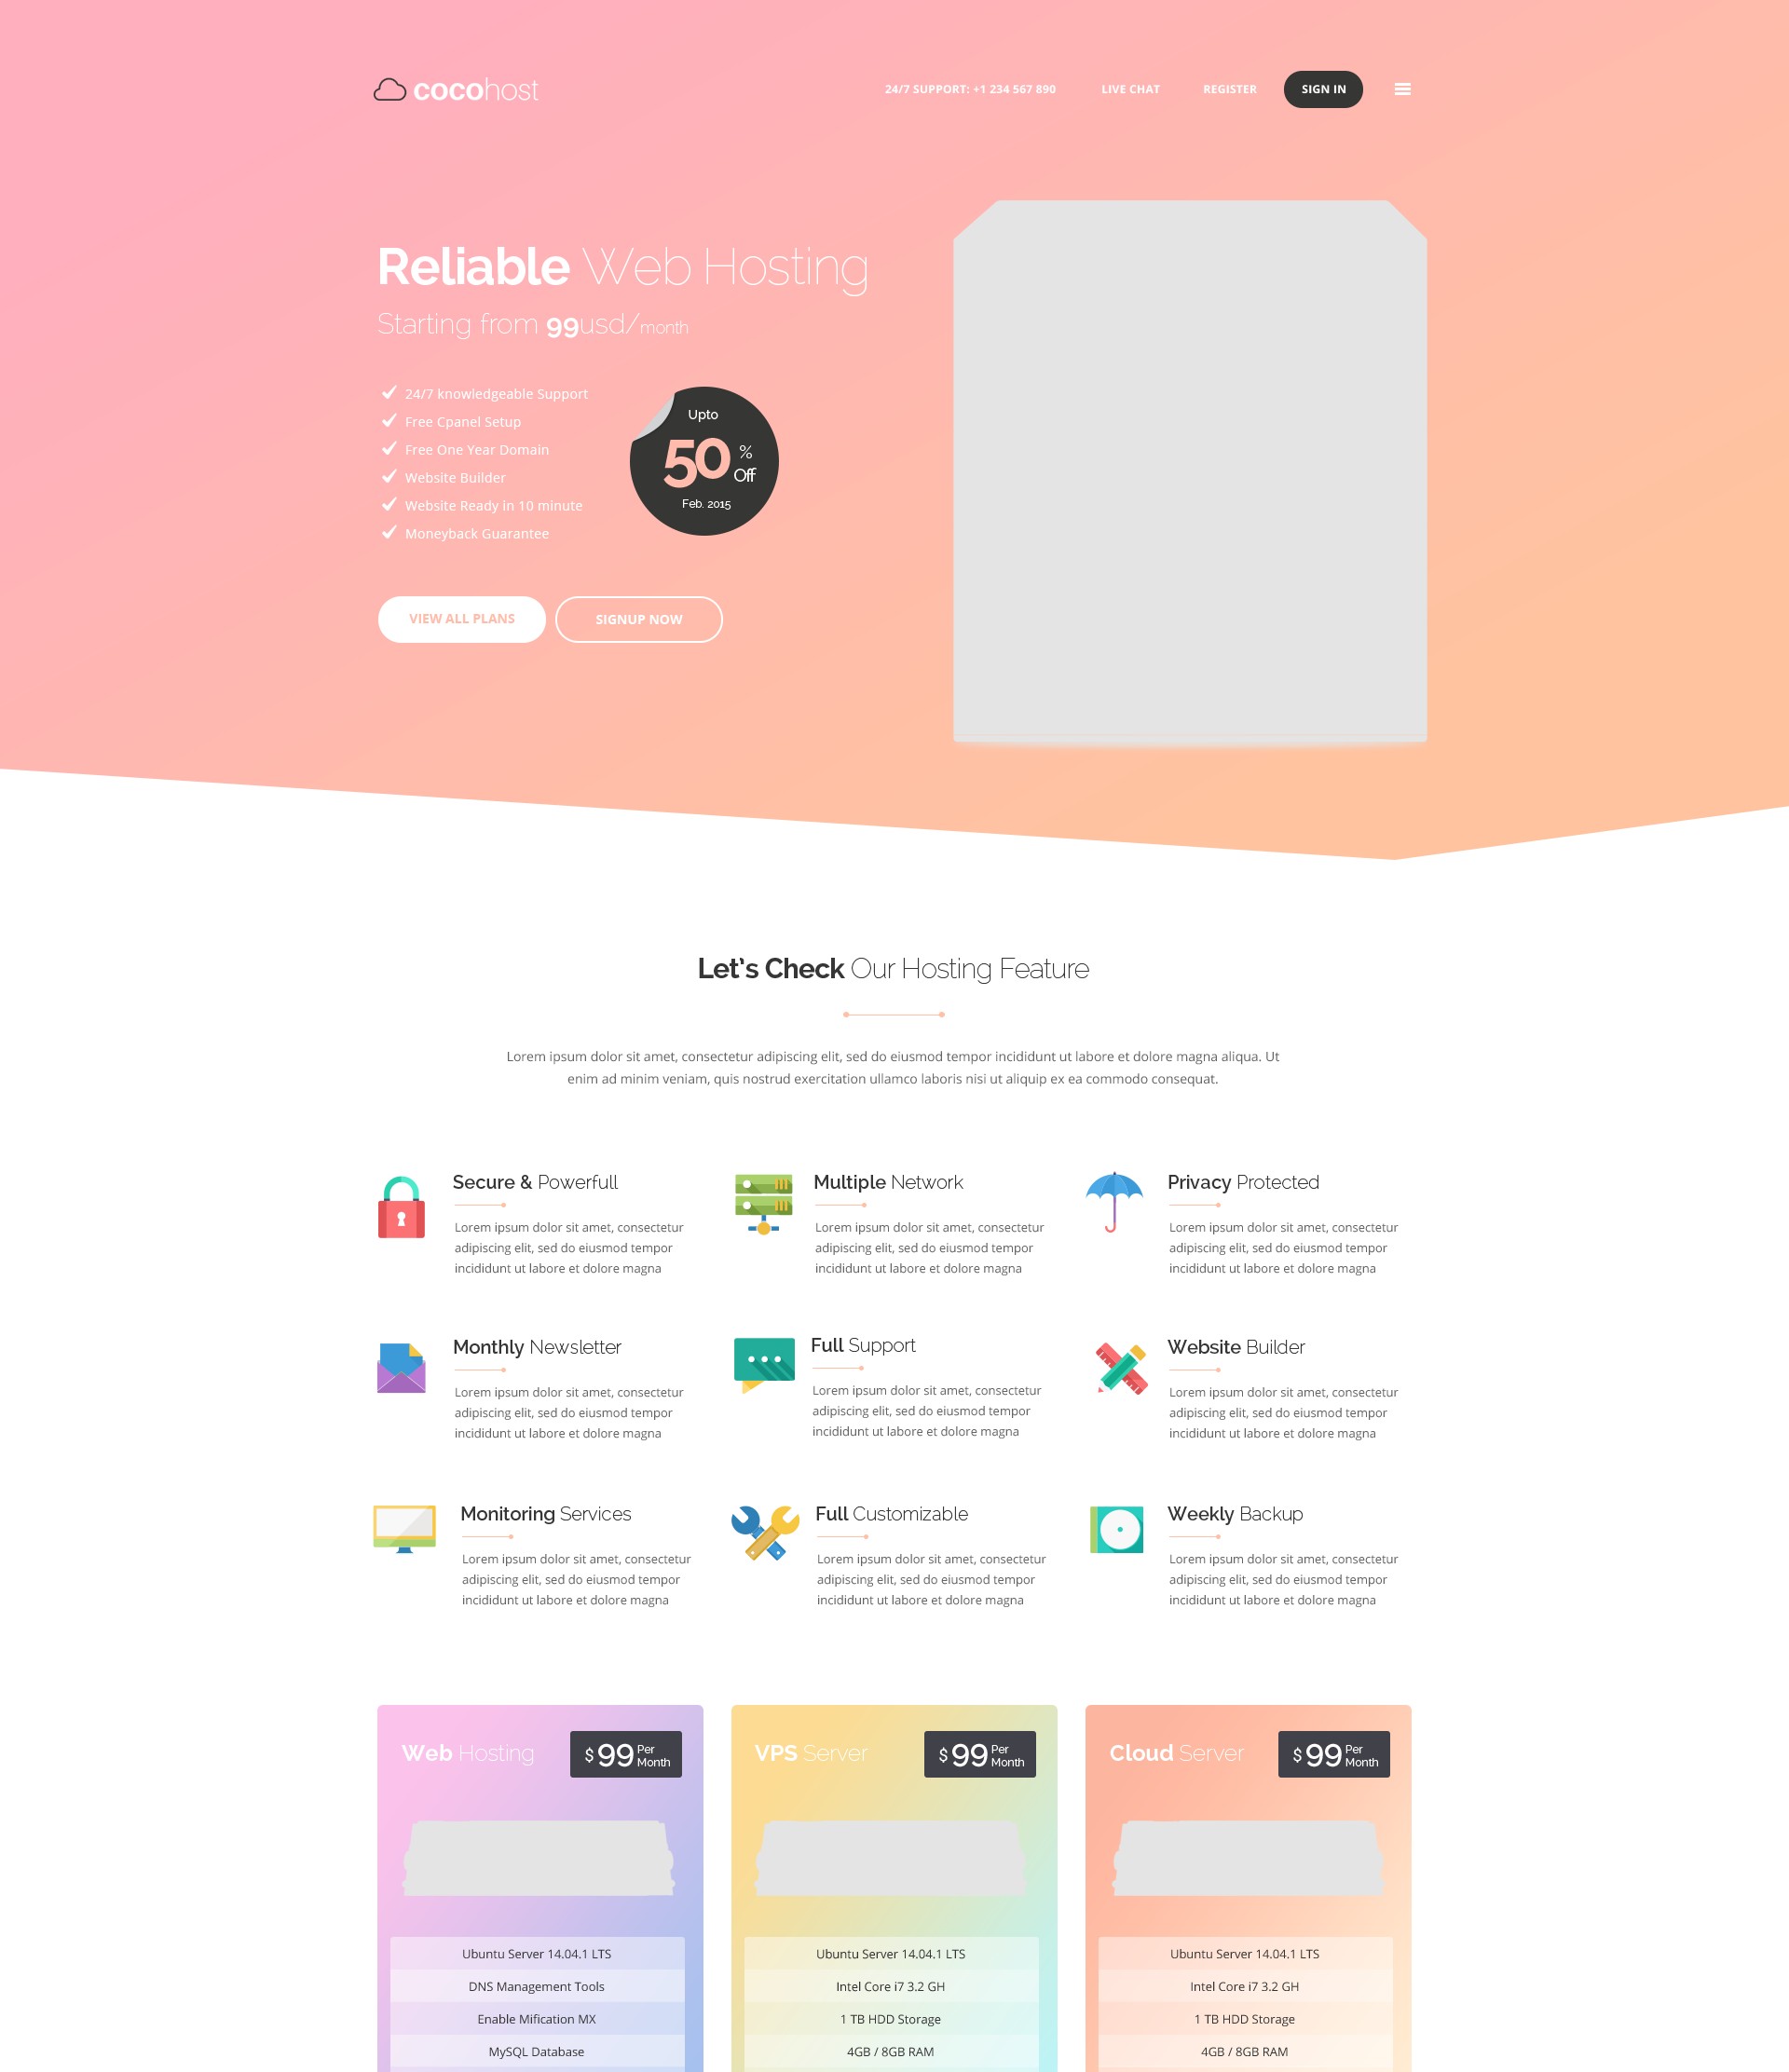 cocohost
24/7 SUPPORT: +1 234 567 890
LIVE CHAT
REGISTER
SIGN IN
Reliable Web Hosting
Starting from 99usd/month
24/7 knowledgeable Support
Free Cpanel Setup
Free One Year Domain
Website Builder
Website Ready in 10 minute
Moneyback Guarantee
Upto
50 % Off
Feb. 2015
VIEW ALL PLANS
SIGNUP NOW
Let's Check Our Hosting Feature
Lorem ipsum dolor sit amet, consectetur adipiscing elit, sed do eiusmod tempor incididunt ut labore et dolore magna aliqua. Ut
enim ad minim veniam, quis nostrud exercitation ullamco laboris nisi ut aliquip ex ea commodo consequat.
Secure & Powerfull
Lorem ipsum dolor sit amet, consectetur
adipiscing elit, sed do eiusmod tempor
incididunt ut labore et dolore magna
Multiple Network
Lorem ipsum dolor sit amet, consectetur
adipiscing elit, sed do eiusmod tempor
incididunt ut labore et dolore magna
Privacy Protected
Lorem ipsum dolor sit amet, consectetur
adipiscing elit, sed do eiusmod tempor
incididunt ut labore et dolore magna
Monthly Newsletter
Lorem ipsum dolor sit amet, consectetur
adipiscing elit, sed do eiusmod tempor
incididunt ut labore et dolore magna
Full Support
Lorem ipsum dolor sit amet, consectetur
adipiscing elit, sed do eiusmod tempor
incididunt ut labore et dolore magna
Website Builder
Lorem ipsum dolor sit amet, consectetur
adipiscing elit, sed do eiusmod tempor
incididunt ut labore et dolore magna
Monitoring Services
Lorem ipsum dolor sit amet, consectetur
adipiscing elit, sed do eiusmod tempor
incididunt ut labore et dolore magna
Full Customizable
Lorem ipsum dolor sit amet, consectetur
adipiscing elit, sed do eiusmod tempor
incididunt ut labore et dolore magna
Weekly Backup
Lorem ipsum dolor sit amet, consectetur
adipiscing elit, sed do eiusmod tempor
incididunt ut labore et dolore magna
Web Hosting
$ 99 Per Month
Ubuntu Server 14.04.1 LTS
DNS Management Tools
Enable Mification MX
MySQL Database
VPS Server
$ 99 Per Month
Ubuntu Server 14.04.1 LTS
Intel Core i7 3.2 GH
1 TB HDD Storage
4GB / 8GB RAM
Cloud Server
$ 99 Per Month
Ubuntu Server 14.04.1 LTS
Intel Core i7 3.2 GH
1 TB HDD Storage
4GB / 8GB RAM